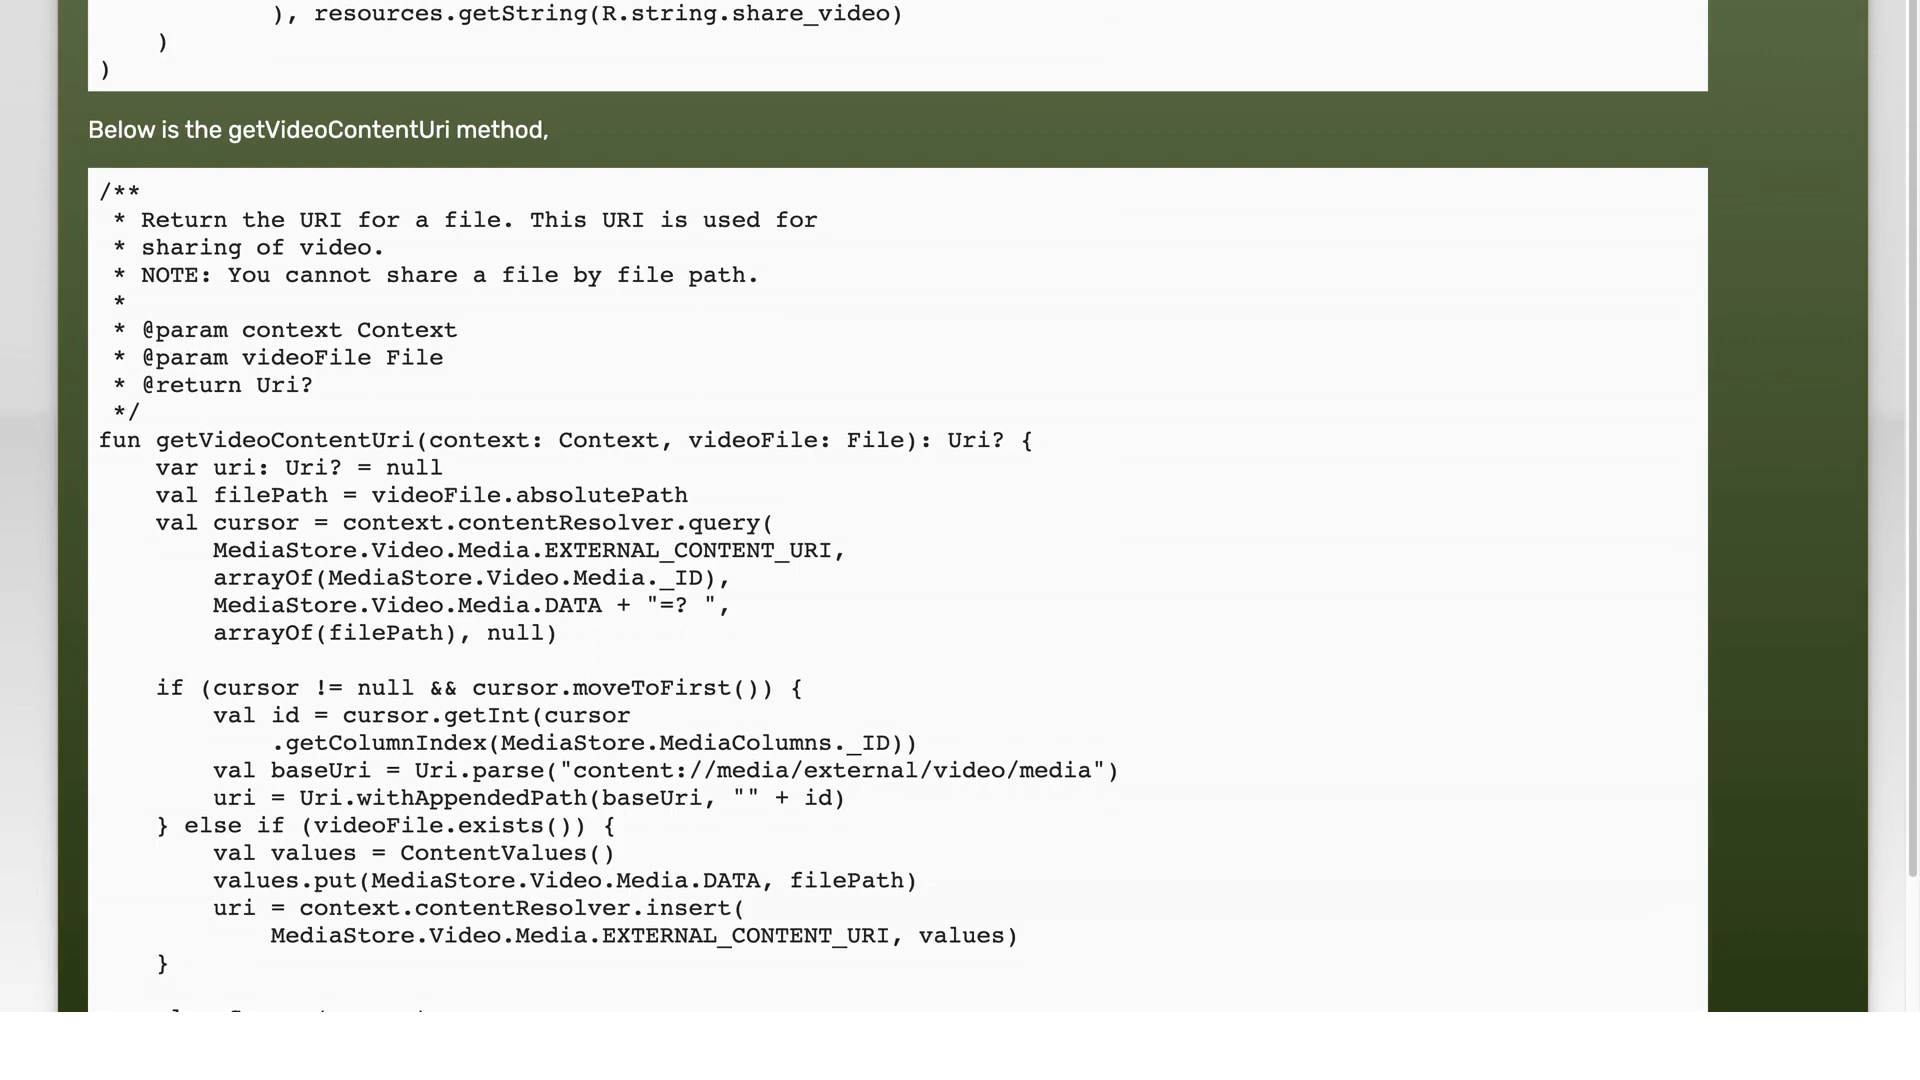 ), resources.getString(R.string.share_video)
)
)
Below is the getVideoContentUri method,
/**
* Return the URI for a file. This URI is used for
* sharing of video.
* NOTE: You cannot share a file by file path.
*
* @param context Context
* @param videoFile File
* @return Uri?
*/
fun getVideoContentUri(context: Context, videoFile: File): Uri? {
var uri: Uri? = null
val filePath = videoFile.absolutePath
val cursor = context.contentResolver.query(
MediaStore.Video.Media.EXTERNAL_CONTENT_URI,
arrayOf(MediaStore.Video.Media._ID),
MediaStore.Video.Media.DATA + "=? ",
arrayOf(filePath), null)
if (cursor != null && cursor.moveToFirst()) {
val id = cursor.getInt(cursor
.getColumnIndex(MediaStore.MediaColumns._ID))
val baseUri = Uri.parse("content://media/external/video/media")
uri = Uri.withAppendedPath(baseUri, "" + id)
} else if (videoFile.exists()) {
val values = ContentValues()
values.put(MediaStore.Video.Media.DATA, filePath)
uri = context.contentResolver.insert(
MediaStore.Video.Media.EXTERNAL_CONTENT_URI, values)
}